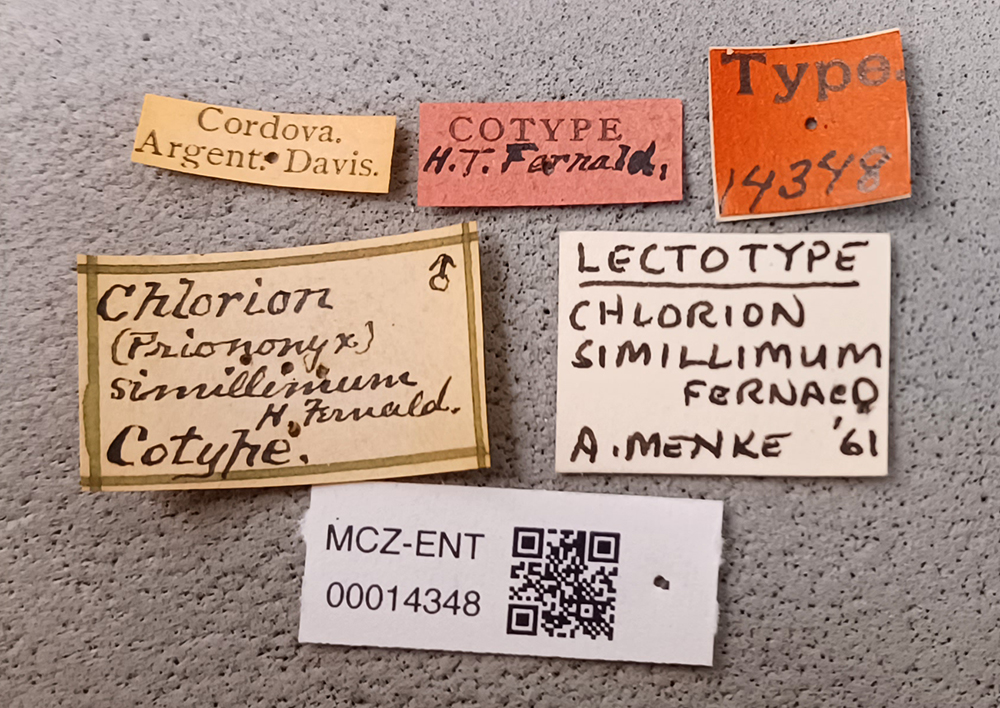 Cordova.
Argent. Davis.
COTYPE
H.T. Fernald.
Type.
14348
Chlorion ♂
(Priononyx)
simillimum
H. Fernald.
Cotype.
LECTOTYPE
CHLORION
SIMILLIMUM
FERNALD
A. MENKE '61
MCZ-ENT
00014348